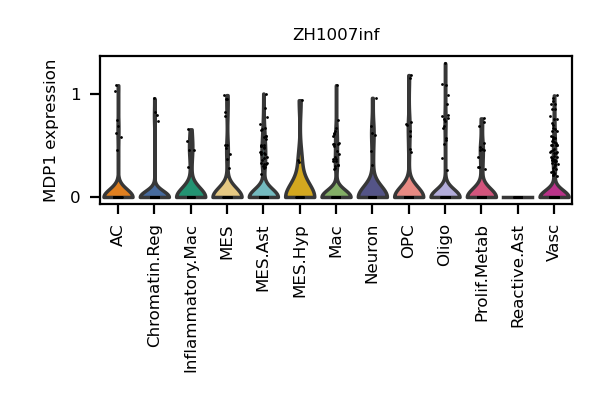 ZH1007inf
MDP1 expression
1
0
AC
Chromatin.Reg
Inflammatory.Mac
MES
MES.Ast
MES.Hyp
Mac
Neuron
OPC
Oligo
Prolif.Metab
Reactive.Ast
Vasc